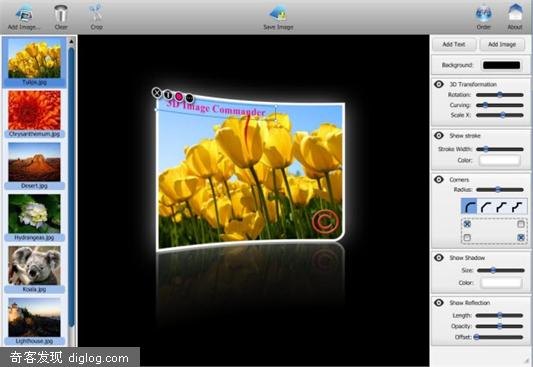 Add Image...
Clear
Crop
Save Image
Order
About
Tulips.jpg
Chrysanthemum.jpg
Desert.jpg
Hydrangeas.jpg
Koala.jpg
Lighthouse.jpg
3D Image Commander
©
Add Text
Add Image
Background:
3D Transformation
Rotation:
Curving:
Scale X:
Show stroke
Stroke Width:
Color:
Corners
Radius:
Show Shadow
Size:
Color:
Show Reflection
Length:
Opacity:
Offset:
奇客发现 diglog.com